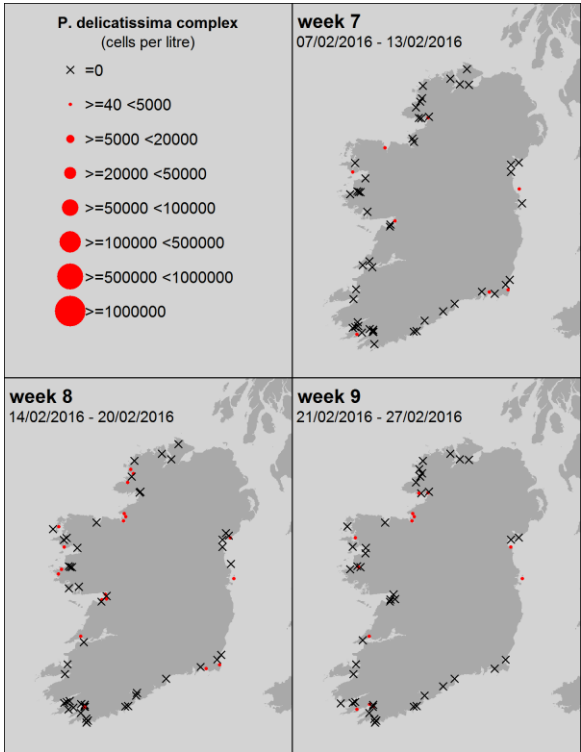 P. delicatissima complex
(cells per litre)
=0
>=40 <5000
>=5000 <20000
>=20000 <50000
>=50000 <100000
>=100000 <500000
>=500000 <1000000
>=1000000
week 7
07/02/2016 - 13/02/2016
week 8
14/02/2016 - 20/02/2016
week 9
21/02/2016 - 27/02/2016